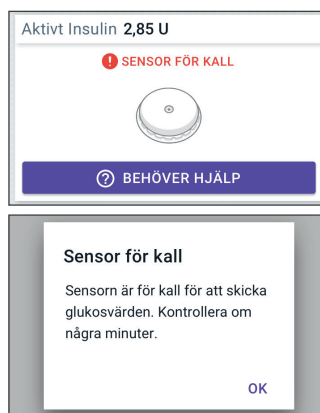 Aktivt Insulin 2,85 U
SENSOR FÖR KALL
BEHÖVER HJÄLP
Sensor för kall
Sensorn är för kall för att skicka
glukosvärden. Kontrollera om
några minuter.
OK